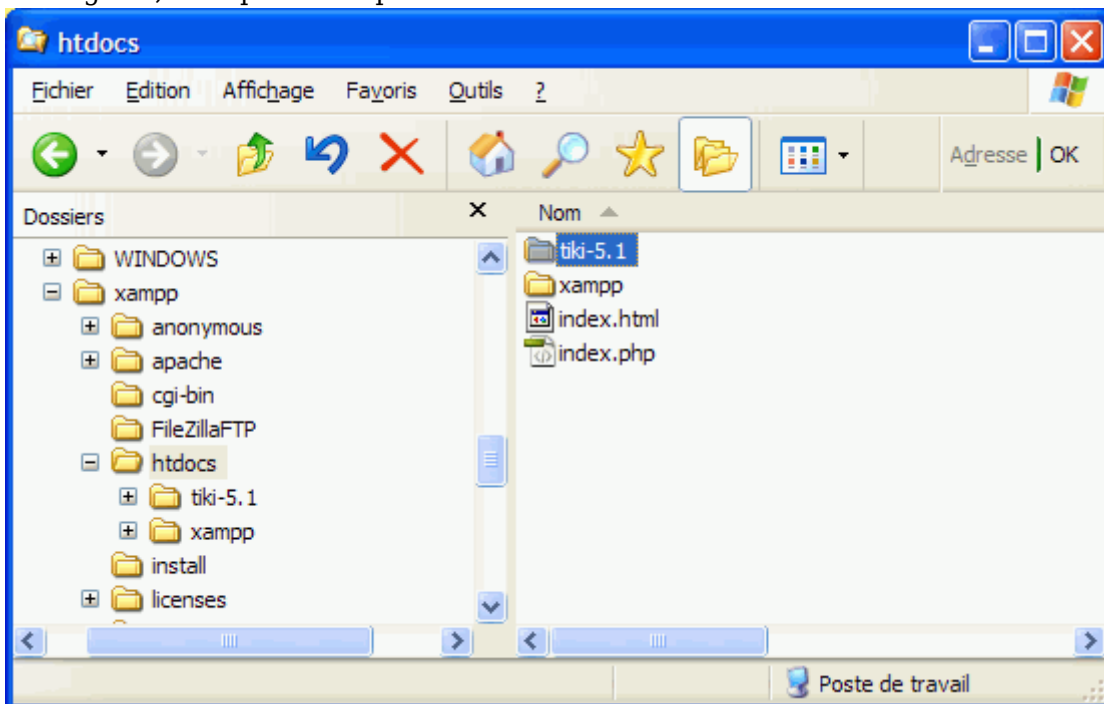 htdocs
Fichier Edition Affichage Favoris Outils ?
Adresse OK
Dossiers
Nom
WINDOWS
xampp
anonymous
apache
cgi-bin
FileZillaFTP
htdocs
tiki-5.1
xampp
install
licenses
tiki-5.1
xampp
index.html
index.php
Poste de travail